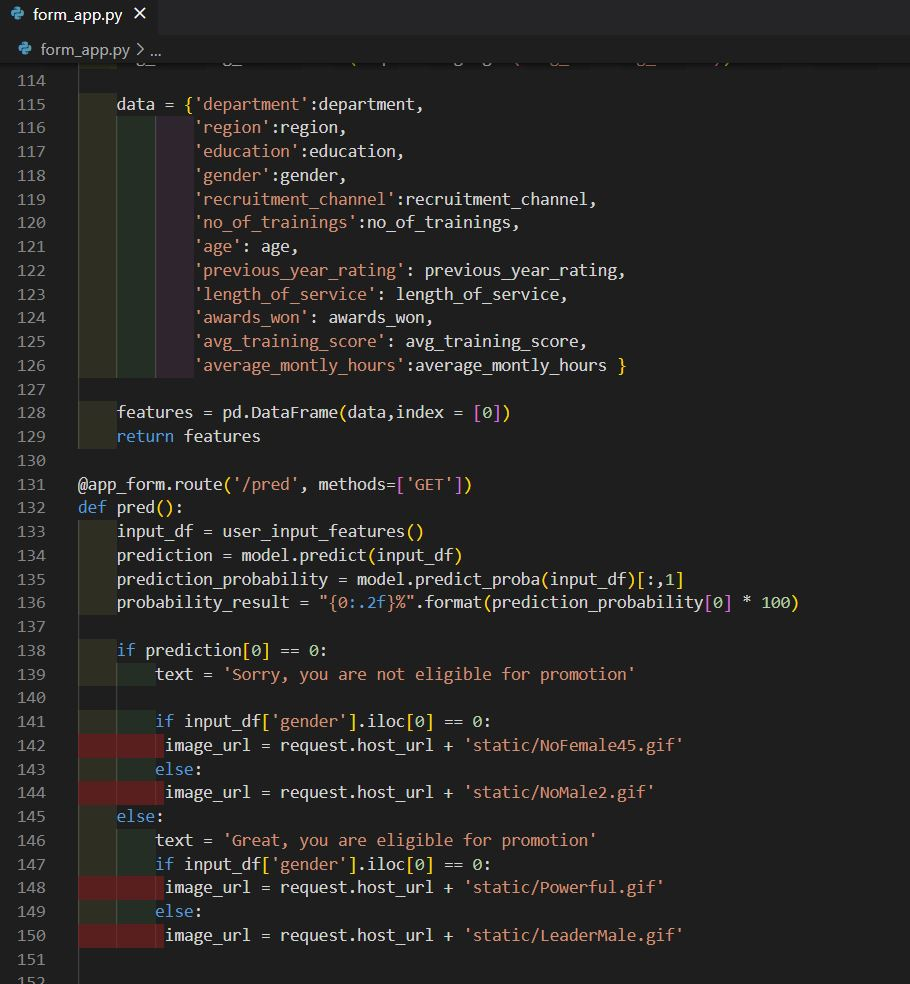 form_app.py ×
form_app.py > ...
114
115 data = {'department':department,
116 'region':region,
117 'education':education,
118 'gender':gender,
119 'recruitment_channel':recruitment_channel,
120 'no_of_trainings':no_of_trainings,
121 'age': age,
122 'previous_year_rating': previous_year_rating,
123 'length_of_service': length_of_service,
124 'awards_won': awards_won,
125 'avg_training_score': avg_training_score,
126 'average_montly_hours':average_montly_hours }
127
128 features = pd.DataFrame(data,index = [0])
129 return features
130
131 @app_form.route('/pred', methods=['GET'])
132 def pred():
133 input_df = user_input_features()
134 prediction = model.predict(input_df)
135 prediction_probability = model.predict_proba(input_df)[:,1]
136 probability_result = "{0:.2f}%".format(prediction_probability[0] * 100)
137
138 if prediction[0] == 0:
139 text = 'Sorry, you are not eligible for promotion'
140
141 if input_df['gender'].iloc[0] == 0:
142 image_url = request.host_url + 'static/NoFemale45.gif'
143 else:
144 image_url = request.host_url + 'static/NoMale2.gif'
145 else:
146 text = 'Great, you are eligible for promotion'
147 if input_df['gender'].iloc[0] == 0:
148 image_url = request.host_url + 'static/Powerful.gif'
149 else:
150 image_url = request.host_url + 'static/LeaderMale.gif'
151
152